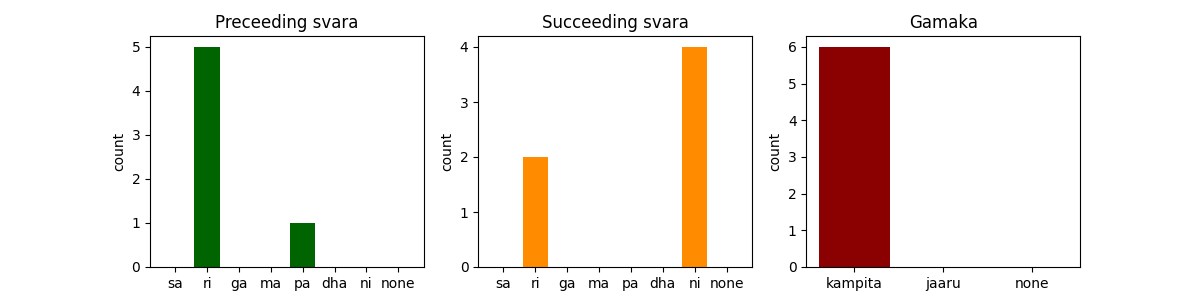 Preceeding svara
count
5
4
3
2
1
0
sa ri ga ma pa dha ni none
Succeeding svara
count
4
3
2
1
0
sa ri ga ma pa dha ni none
Gamaka
count
6
5
4
3
2
1
0
kampita jaaru none